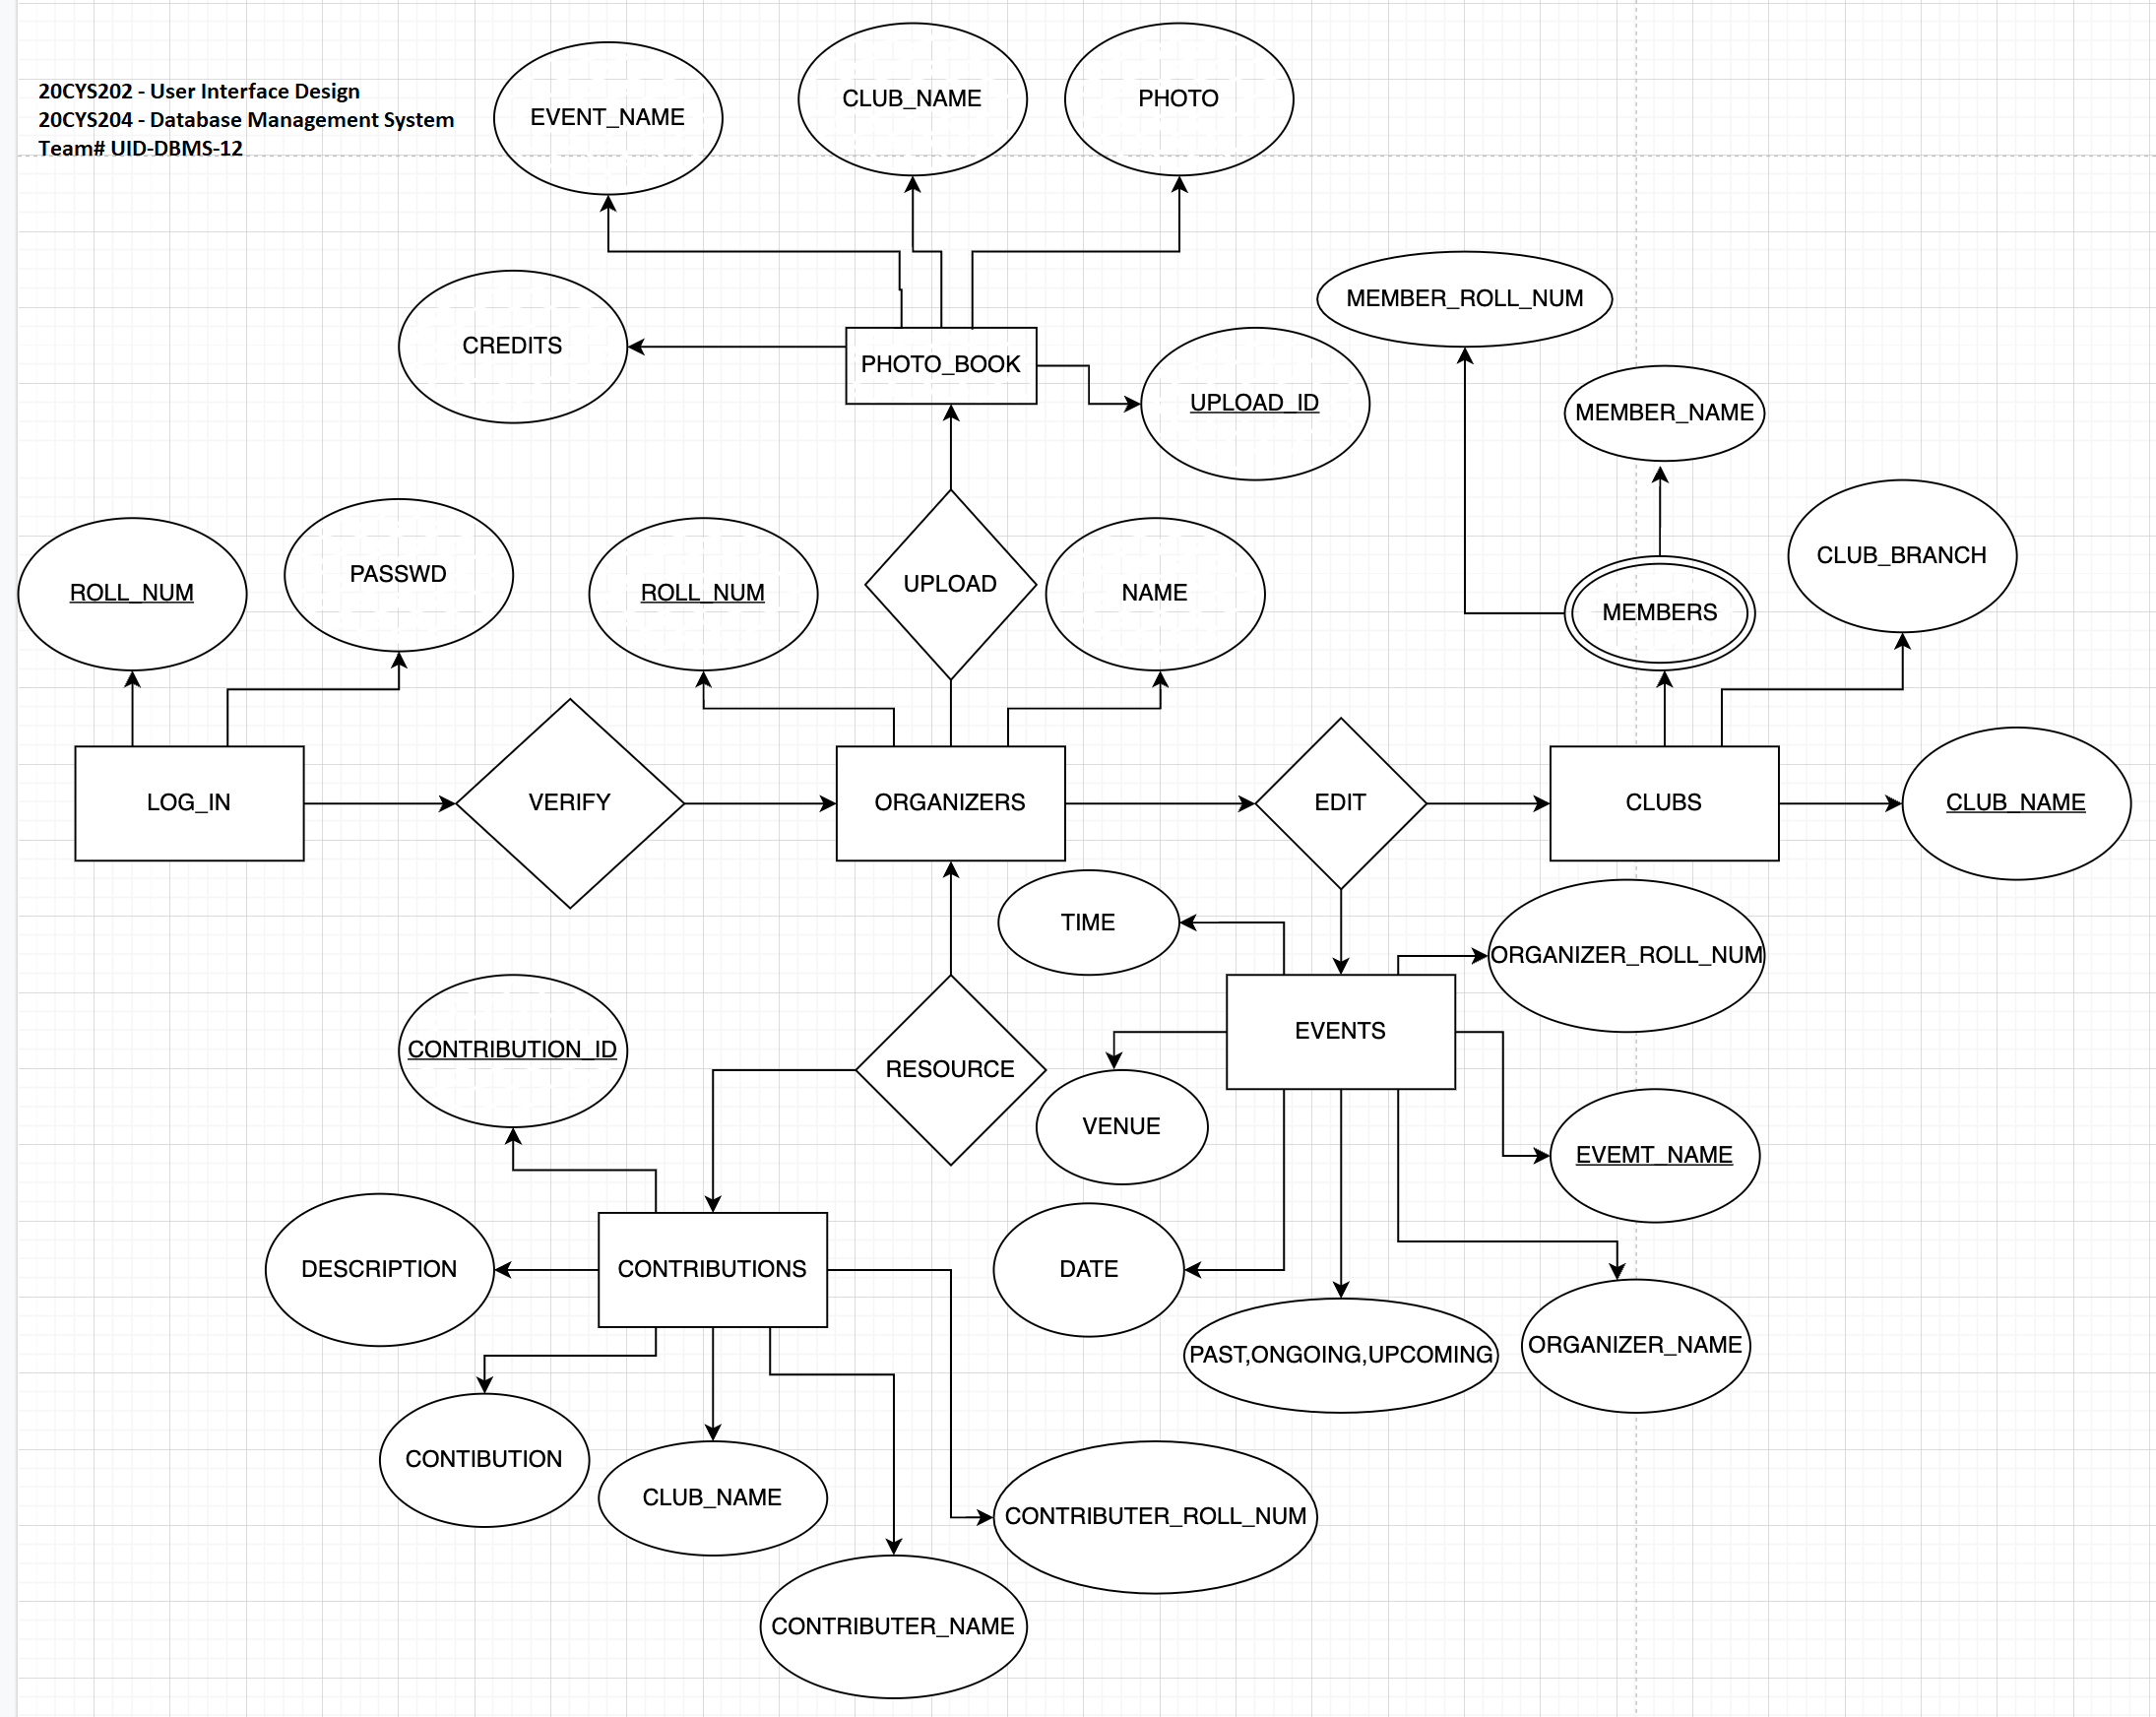 20CYS202 - User Interface Design
20CYS204 - Database Management System
Team# UID-DBMS-12
EVENT_NAME
CLUB_NAME
PHOTO
CREDITS
PHOTO_BOOK
UPLOAD_ID
MEMBER_ROLL_NUM
MEMBER_NAME
CLUB_BRANCH
ROLL_NUM
PASSWD
ROLL_NUM
UPLOAD
NAME
MEMBERS
LOG_IN
VERIFY
ORGANIZERS
EDIT
CLUBS
CLUB_NAME
TIME
ORGANIZER_ROLL_NUM
CONTRIBUTION_ID
RESOURCE
EVENTS
VENUE
EVEMT_NAME
DESCRIPTION
CONTRIBUTIONS
DATE
PAST,ONGOING,UPCOMING
ORGANIZER_NAME
CONTIBUTION
CLUB_NAME
CONTRIBUTER_ROLL_NUM
CONTRIBUTER_NAME